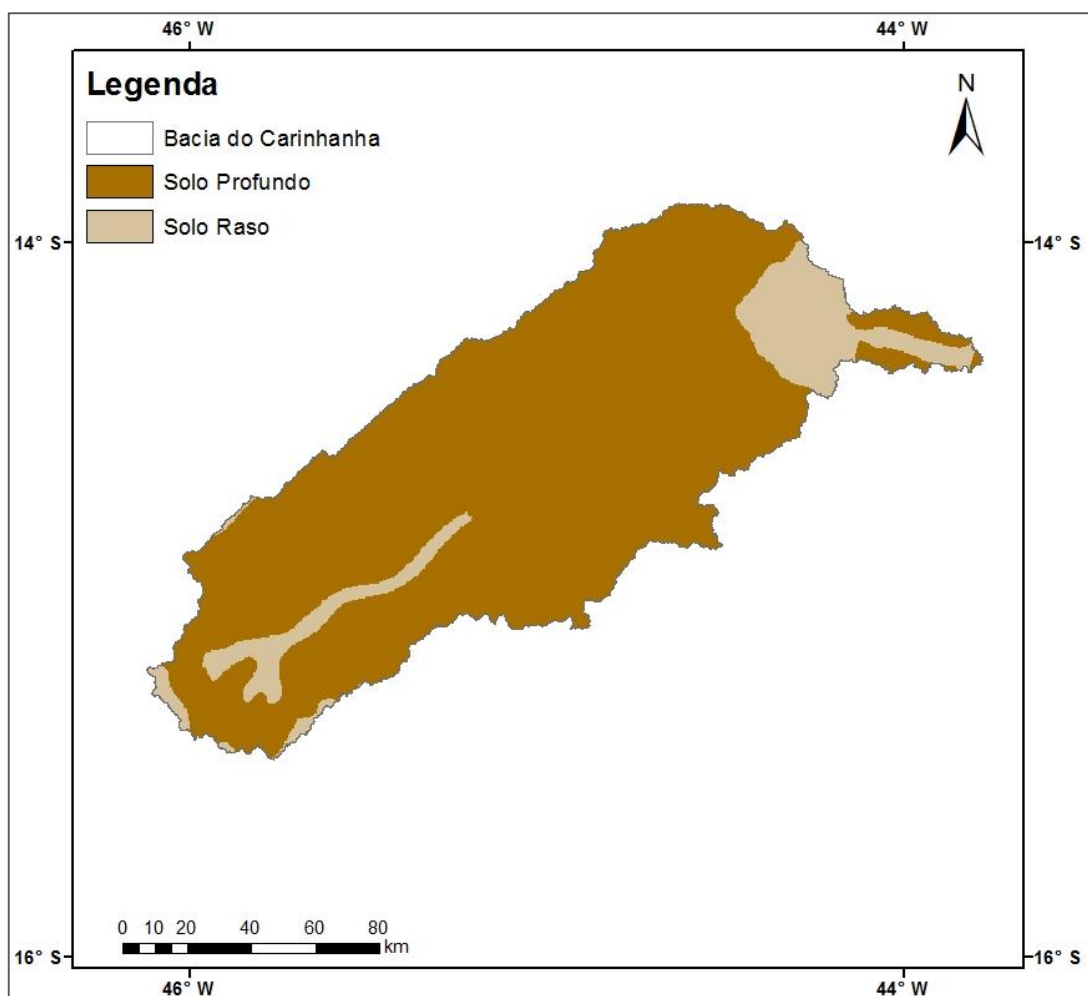 46° W 44° W
Legenda
N
Bacia do Carinhanha
Solo Profundo
Solo Raso
14° S 14° S
0 10 20 40 60 80
km
16° S 16° S
46° W 44° W